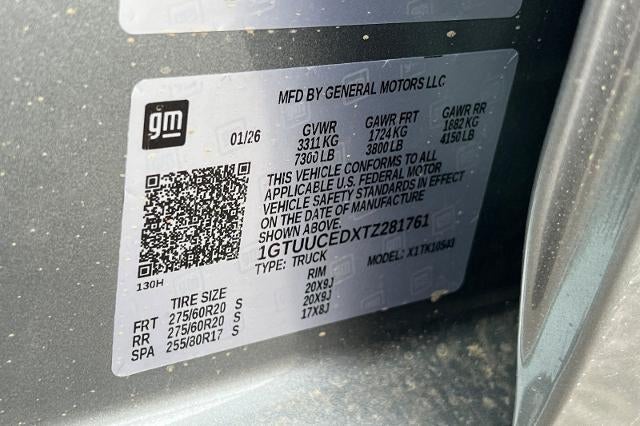 MFD BY GENERAL MOTORS LLC
gm
01/26 GVWR GAWR FRT GAWR RR
3311 KG 1724 KG 1882 KG
7300 LB 3800 LB 4150 LB
THIS VEHICLE CONFORMS TO ALL
APPLICABLE U.S. FEDERAL MOTOR
VEHICLE SAFETY STANDARDS IN EFFECT
ON THE DATE OF MANUFACTURE
SHOWN ABOVE.
1GTUUCEDXTZ281761
TYPE: TRUCK MODEL: X1TK10543
130H
TIRE SIZE RIM
FRT 275/60R20 S 20X9J
RR 275/60R20 S 20X9J
SPA 255/80R17 S 17X8J